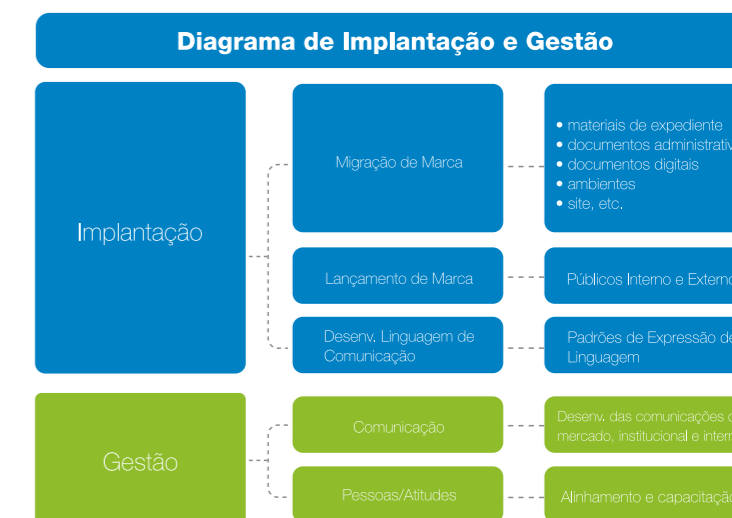 Diagrama de Implantação e Gestão
Implantação
Migração de Marca
• materiais de expediente
• documentos administrativ
• documentos digitais
• ambientes
• site, etc.
Lançamento de Marca
Públicos Interno e Externo
Desenv. Linguagem de
Comunicação
Padrões de Expressão de
Linguagem
Gestão
Comunicação
Desenv. das comunicações
mercado, institucional e intern
Pessoas/Atitudes
Alinhamento e capacitação